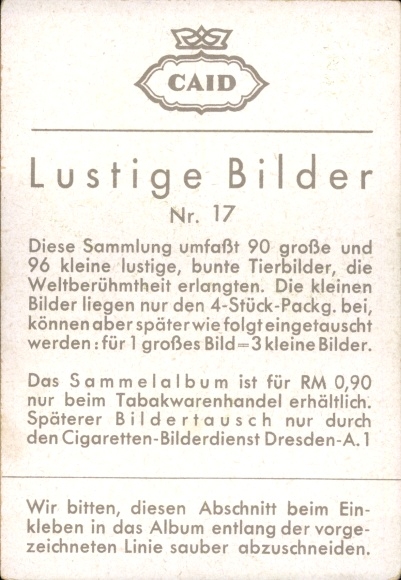 CAID
Lustige Bilder
Nr. 17
Diese Sammlung umfaßt 90 große und
96 kleine lustige, bunte Tierbilder, die
Weltberühmtheit erlangten. Die kleinen
Bilder liegen nur den 4-Stück-Packg. bei,
können aber später wie folgt eingetauscht
werden: für 1 großes Bild = 3 kleine Bilder.
Das Sammelalbum ist für RM 0,90
nur beim Tabakwarenhandel erhältlich.
Späterer Bildertausch nur durch
den Cigaretten-Bilderdienst Dresden-A. 1
Wir bitten, diesen Abschnitt beim Ein-
kleben in das Album entlang der vorge-
zeichneten Linie sauber abzuschneiden.